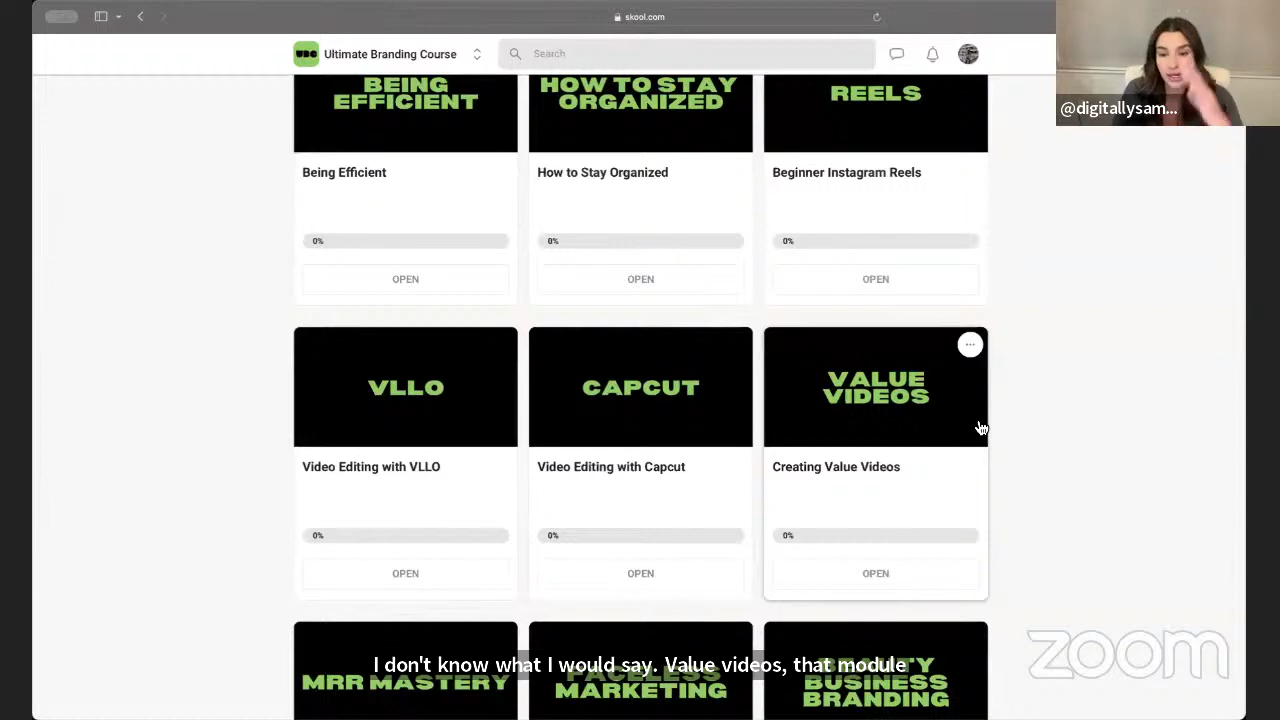 skool.com
UBC
Ultimate Branding Course
Search
@digitallysam...
BEING
EFFICIENT
HOW TO STAY
ORGANIZED
REELS
Being Efficient
How to Stay Organized
Beginner Instagram Reels
0%
0%
0%
OPEN
OPEN
OPEN
VLLO
CAPCUT
VALUE
VIDEOS
Video Editing with VLLO
Video Editing with Capcut
Creating Value Videos
0%
0%
0%
OPEN
OPEN
OPEN
MRR MASTERY
FACELESS
MARKETING
BEAUTY
BUSINESS
BRANDING
I don't know what I would say. Value videos, that module
zoom